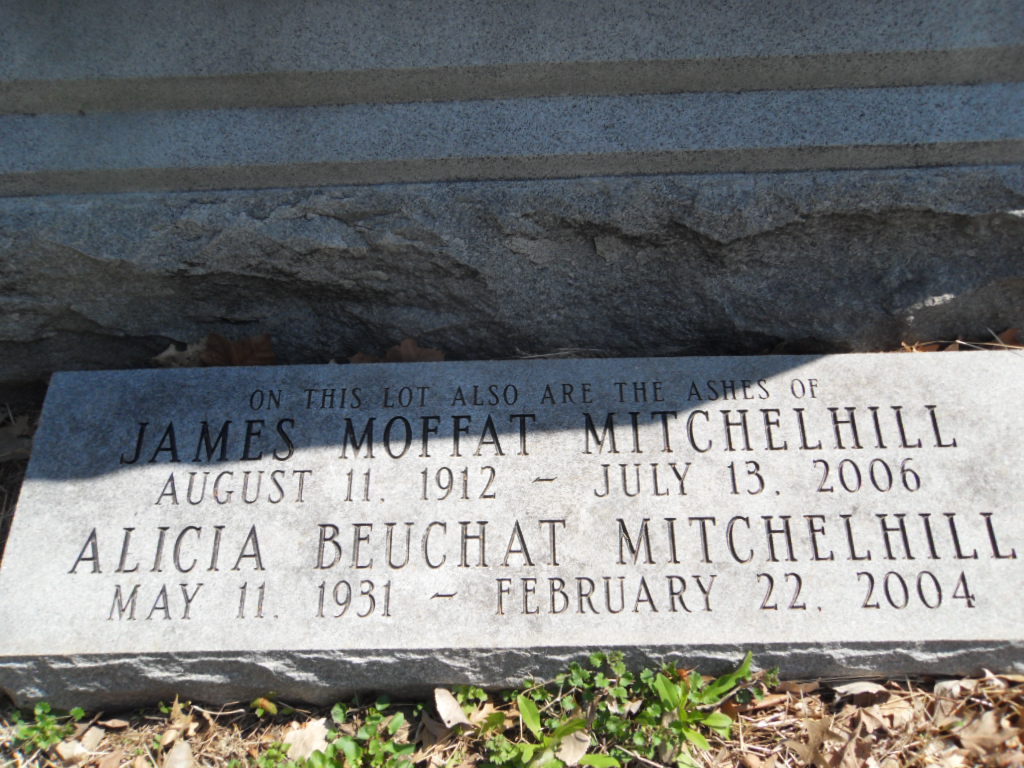 ON THIS LOT ALSO ARE THE ASHES OF
JAMES MOFFAT MITCHELHILL
AUGUST 11, 1912 – JULY 13, 2006
ALICIA BEUCHAT MITCHELHILL
MAY 11, 1931 – FEBRUARY 22, 2004